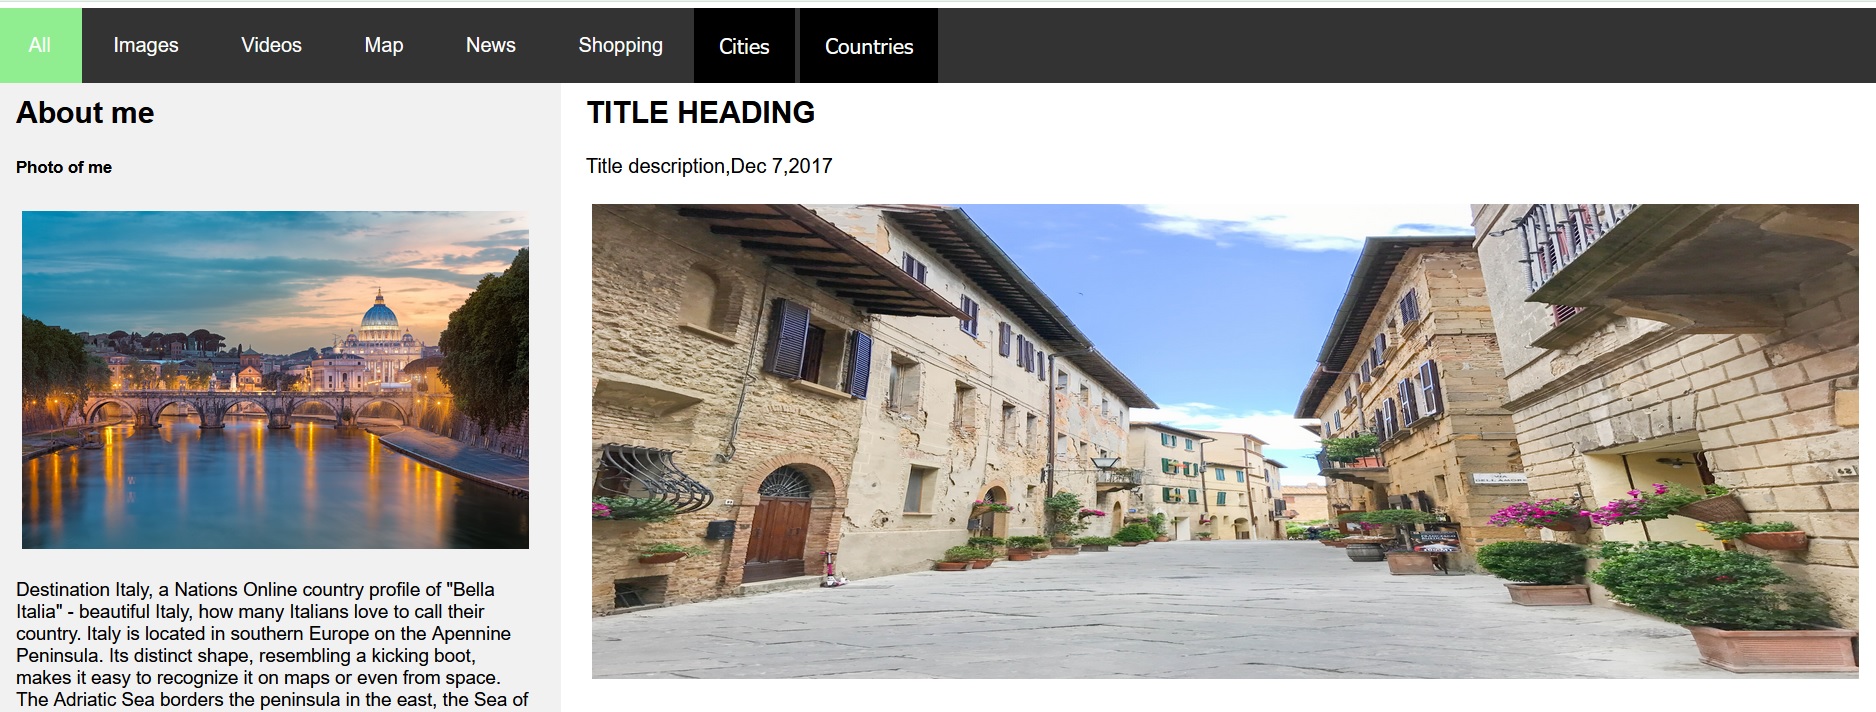 All Images Videos Map News Shopping Cities Countries
About me
Photo of me
Destination Italy, a Nations Online country profile of "Bella
Italia" - beautiful Italy, how many Italians love to call their
country. Italy is located in southern Europe on the Apennine
Peninsula. Its distinct shape, resembling a kicking boot,
makes it easy to recognize it on maps or even from space.
The Adriatic Sea borders the peninsula in the east, the Sea of
TITLE HEADING
Title description,Dec 7,2017